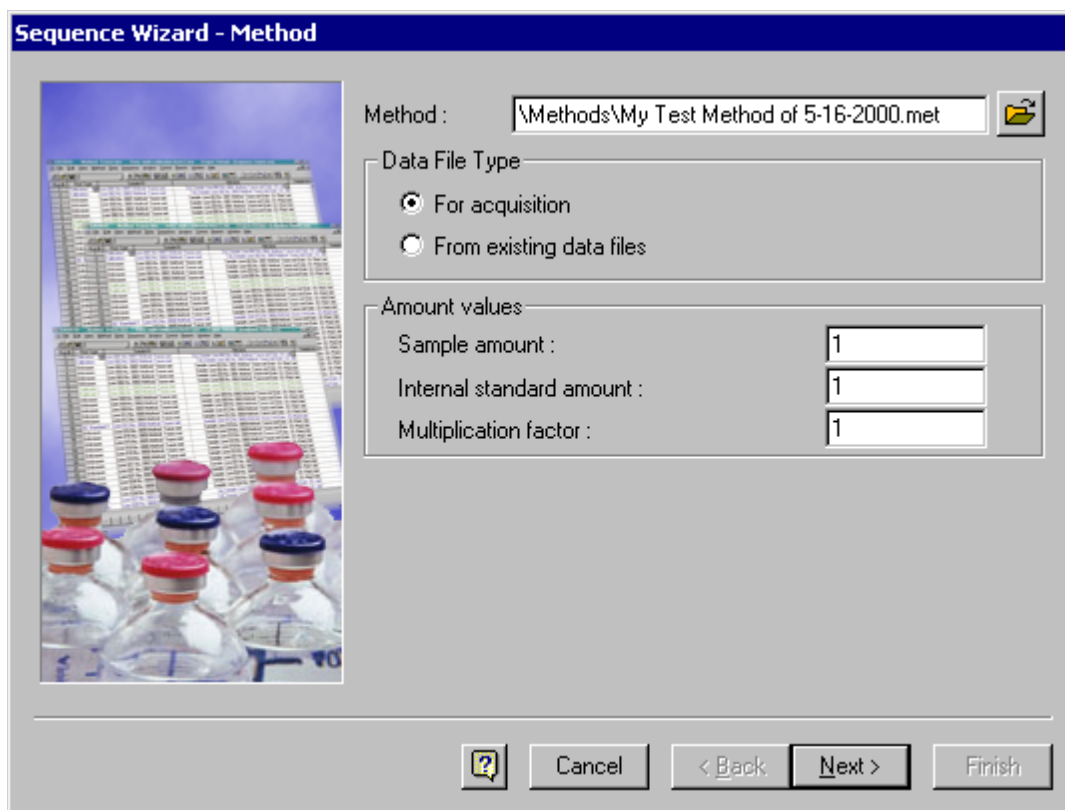 Sequence Wizard - Method
Method :
\Methods\My Test Method of 5-16-2000.met
Data File Type
For acquisition
From existing data files
Amount values
Sample amount :
1
Internal standard amount :
1
Multiplication factor :
1
Cancel
< Back
Next >
Finish